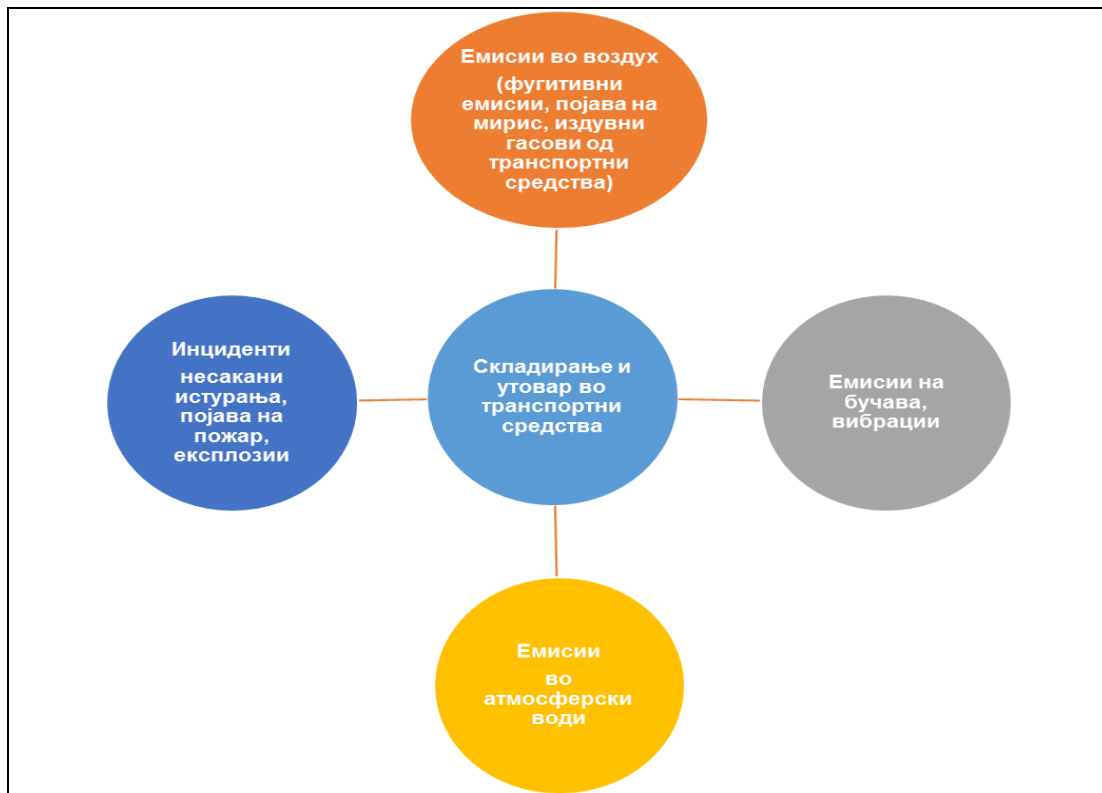 Емисии во воздух
(фугитивни
емисии, појава на
мирис, издувни
гасови од
транспортни
средства)
Инциденти
несакани
истурања,
појава на
пожар,
експлозии
Складирање и
утовар во
транспортни
средства
Емисии на
бучава,
вибрации
Емисии
во
атмосферски
води